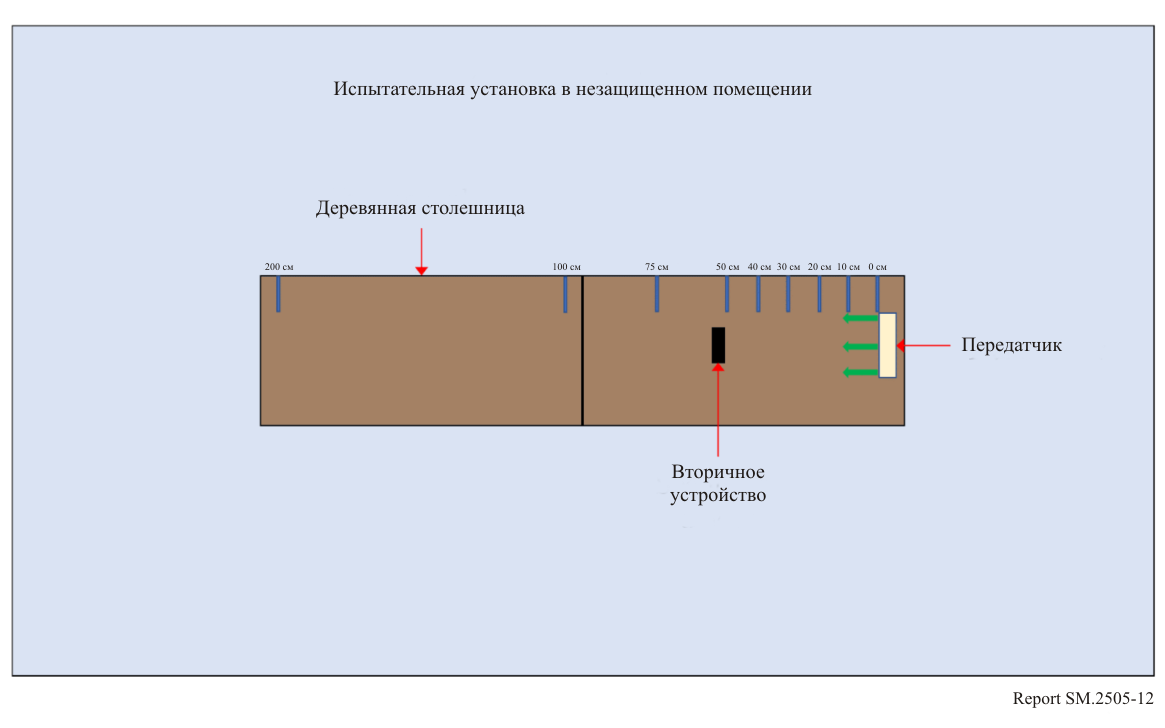 Испытательная установка в незащищенном помещении
Деревянная столешница
200 см 100 см 75 см 50 см 40 см 30 см 20 см 10 см 0 см
Передатчик
Вторичное
устройство
Report SM.2505-12